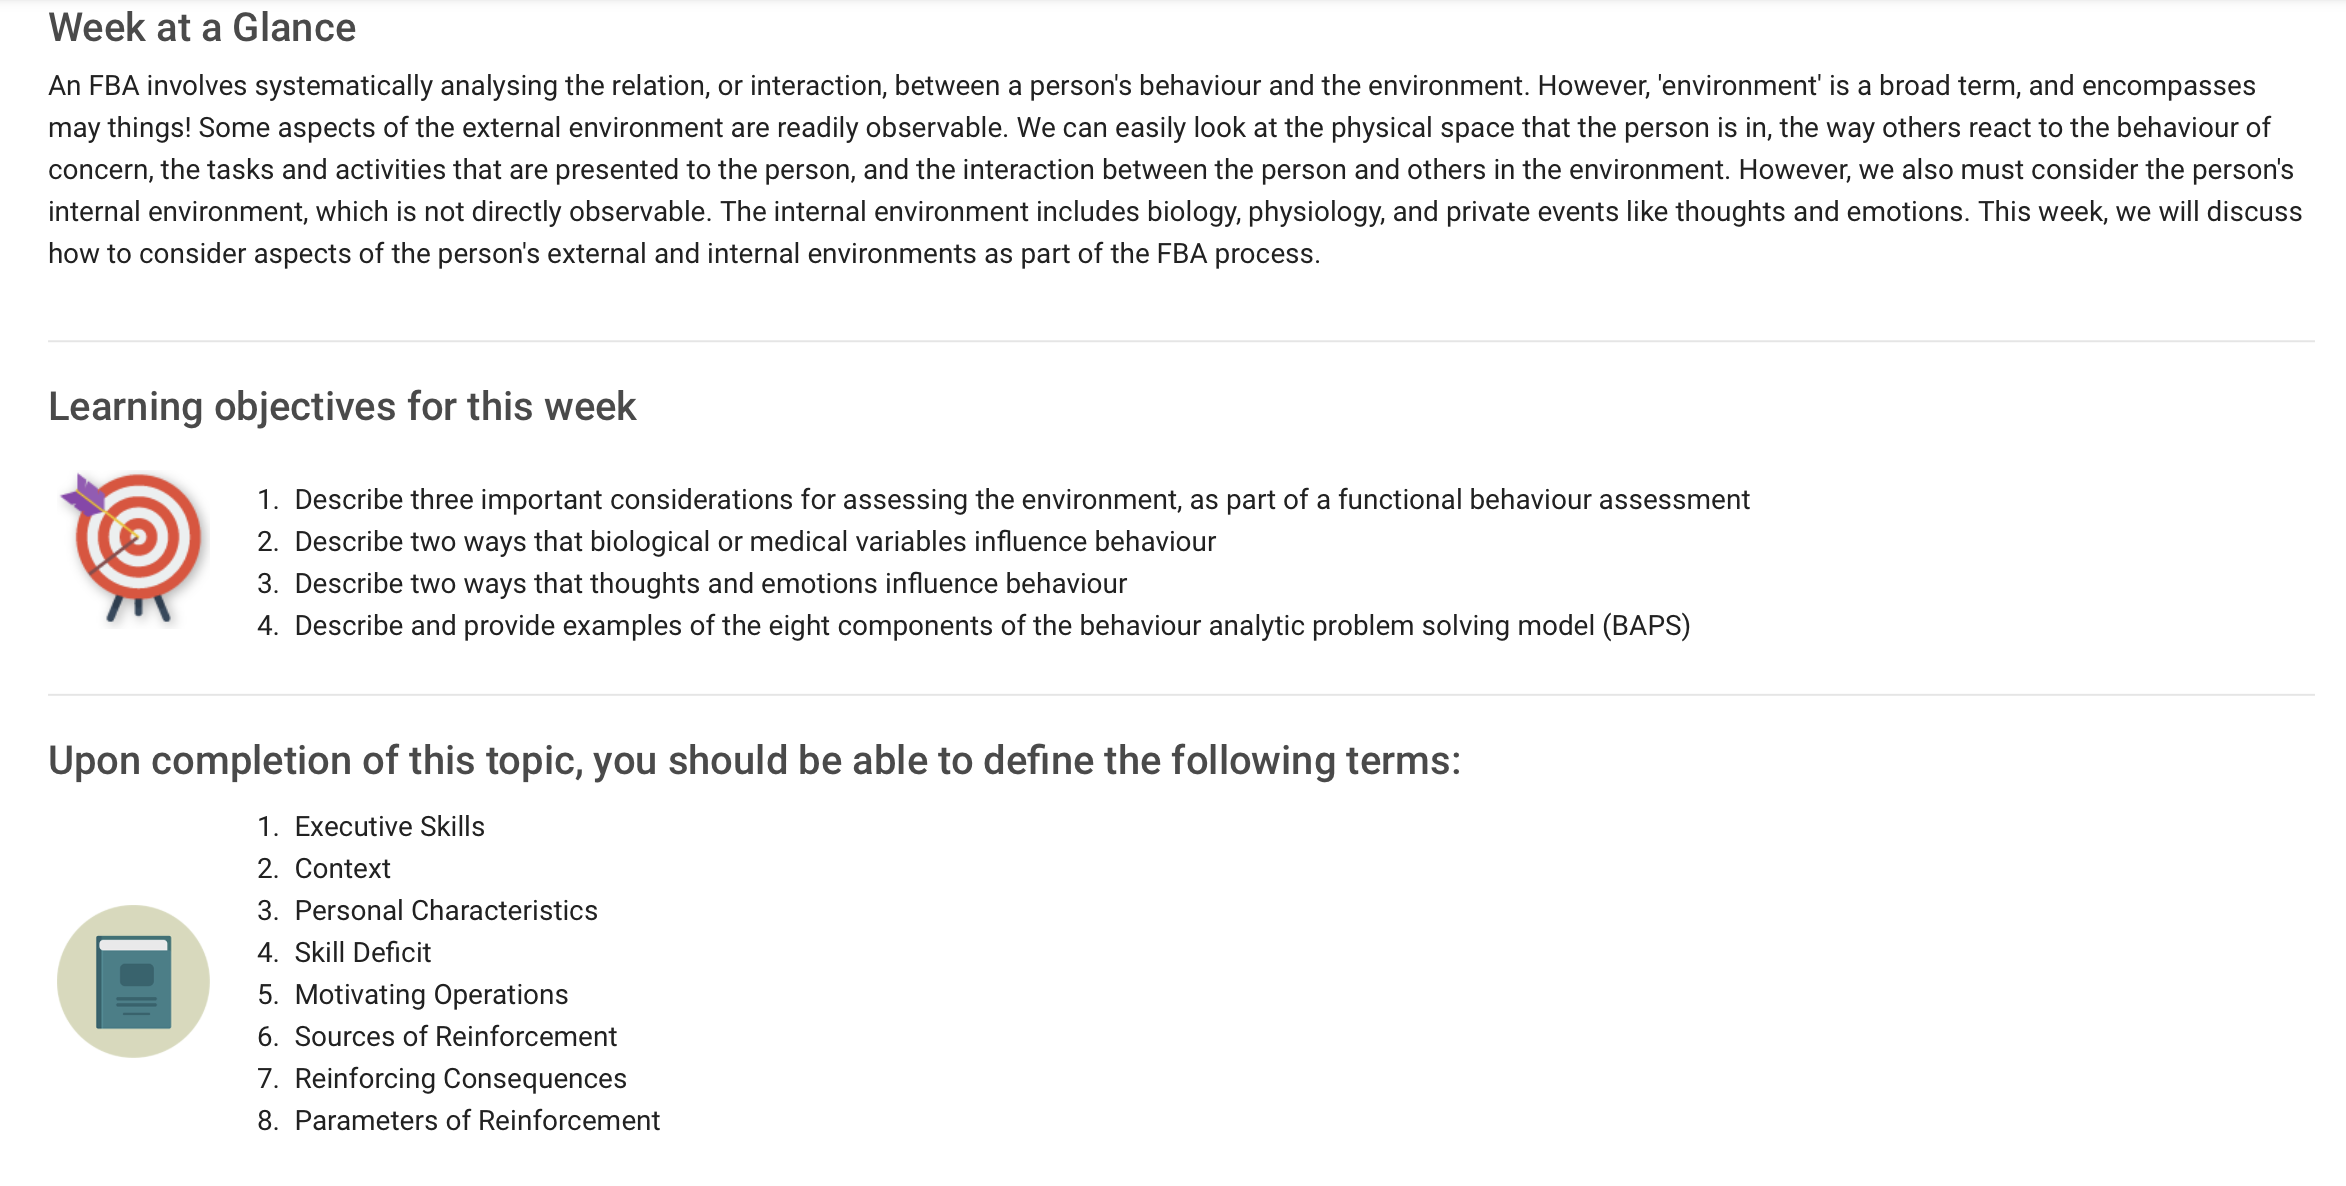 Week at a Glance
An FBA involves systematically analysing the relation, or interaction, between a person's behaviour and the environment. However, 'environment' is a broad term, and encompasses
may things! Some aspects of the external environment are readily observable. We can easily look at the physical space that the person is in, the way others react to the behaviour of
concern, the tasks and activities that are presented to the person, and the interaction between the person and others in the environment. However, we also must consider the person's
internal environment, which is not directly observable. The internal environment includes biology, physiology, and private events like thoughts and emotions. This week, we will discuss
how to consider aspects of the person's external and internal environments as part of the FBA process.
Learning objectives for this week
1. Describe three important considerations for assessing the environment, as part of a functional behaviour assessment
2. Describe two ways that biological or medical variables influence behaviour
3. Describe two ways that thoughts and emotions influence behaviour
4. Describe and provide examples of the eight components of the behaviour analytic problem solving model (BAPS)
Upon completion of this topic, you should be able to define the following terms:
1. Executive Skills
2. Context
3. Personal Characteristics
4. Skill Deficit
5. Motivating Operations
6. Sources of Reinforcement
7. Reinforcing Consequences
8. Parameters of Reinforcement